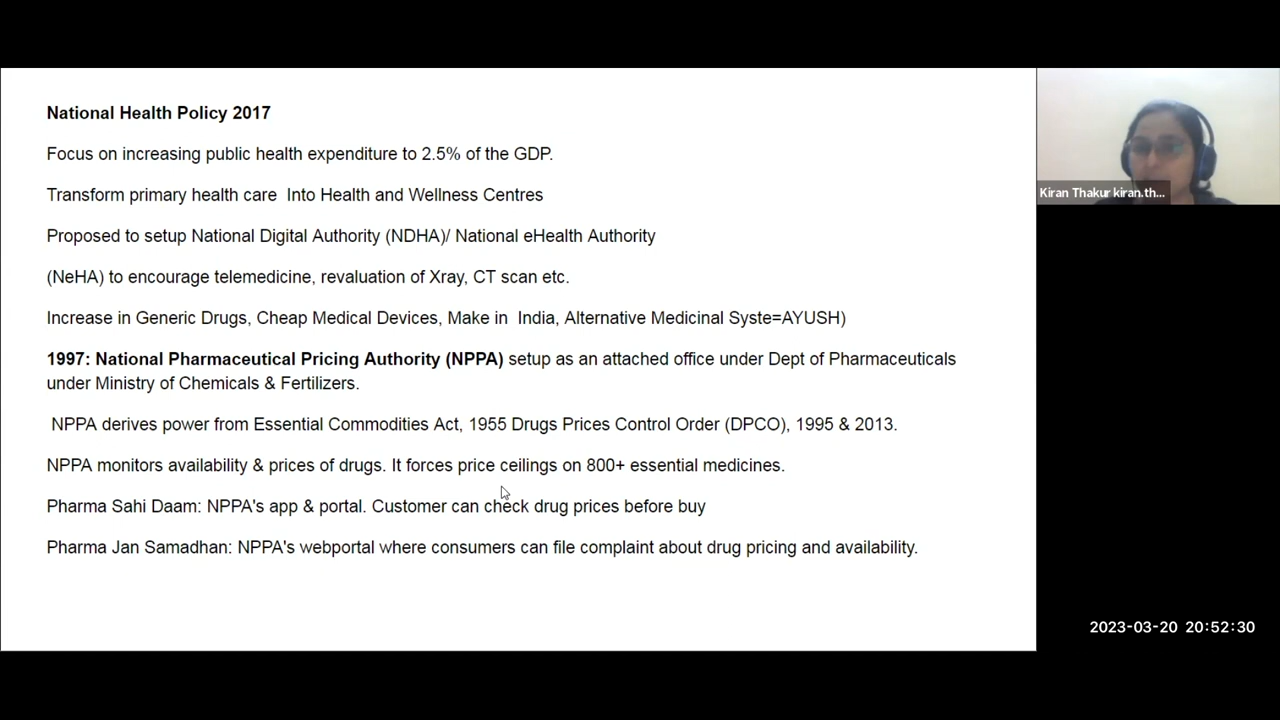 National Health Policy 2017
Focus on increasing public health expenditure to 2.5% of the GDP.
Transform primary health care  Into Health and Wellness Centres
Proposed to setup National Digital Authority (NDHA)/ National eHealth Authority
(NeHA) to encourage telemedicine, revaluation of Xray, CT scan etc.
Increase in Generic Drugs, Cheap Medical Devices, Make in  India, Alternative Medicinal Syste=AYUSH)
1997: National Pharmaceutical Pricing Authority (NPPA) setup as an attached office under Dept of Pharmaceuticals
under Ministry of Chemicals & Fertilizers.
NPPA derives power from Essential Commodities Act, 1955 Drugs Prices Control Order (DPCO), 1995 & 2013.
NPPA monitors availability & prices of drugs. It forces price ceilings on 800+ essential medicines.
Pharma Sahi Daam: NPPA's app & portal. Customer can check drug prices before buy
Pharma Jan Samadhan: NPPA's webportal where consumers can file complaint about drug pricing and availability.
Kiran Thakur kiran.th...
2023-03-20 20:52:30